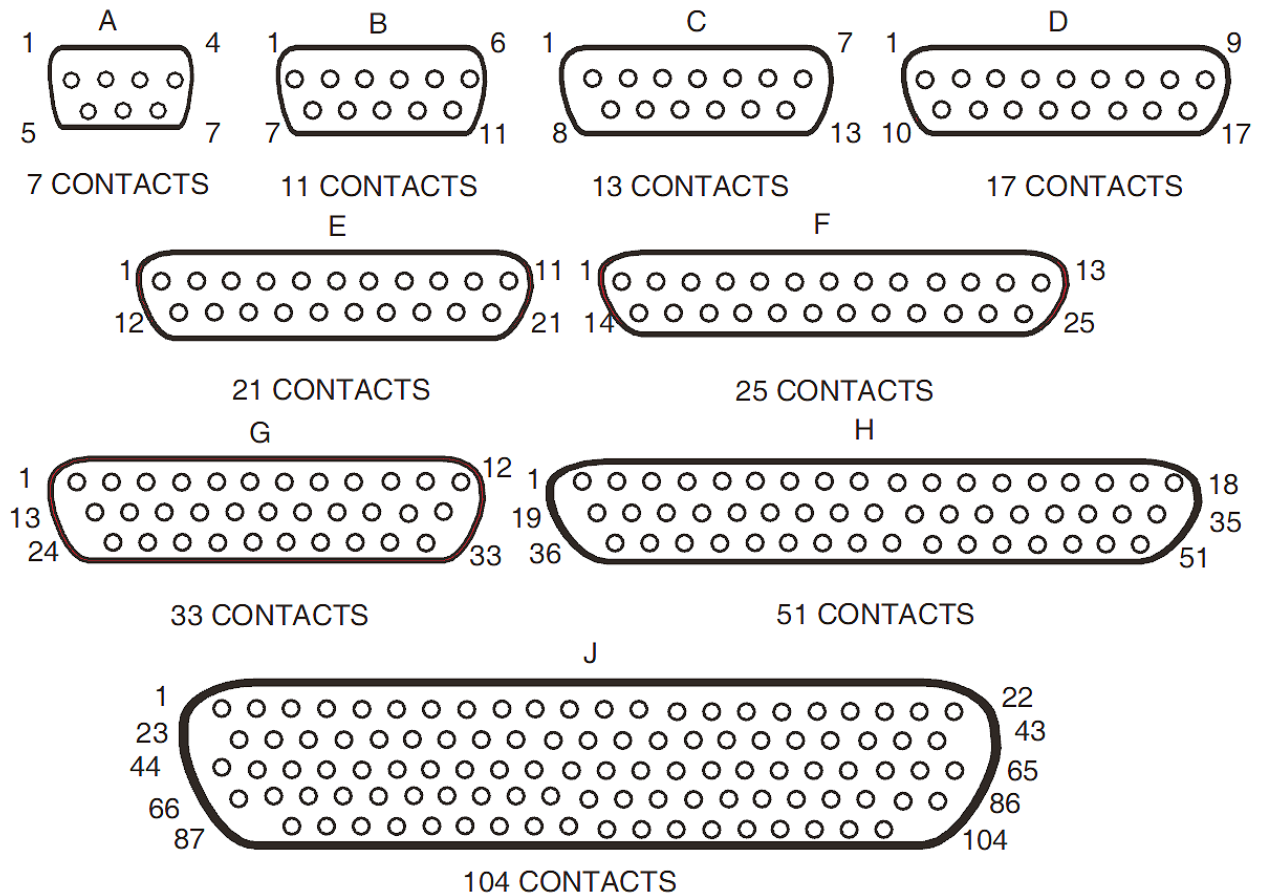 A B C D
1 4 1 6 1 7 1 9
5 7 7 11 8 13 10 17
7 CONTACTS 11 CONTACTS 13 CONTACTS 17 CONTACTS
E F
1 11 1 13
12 21 14 25
21 CONTACTS 25 CONTACTS
G H
1 12 1 18
13 19 35
24 33 36 51
33 CONTACTS 51 CONTACTS
J
1 22
23 43
44 65
66 86
87 104
104 CONTACTS